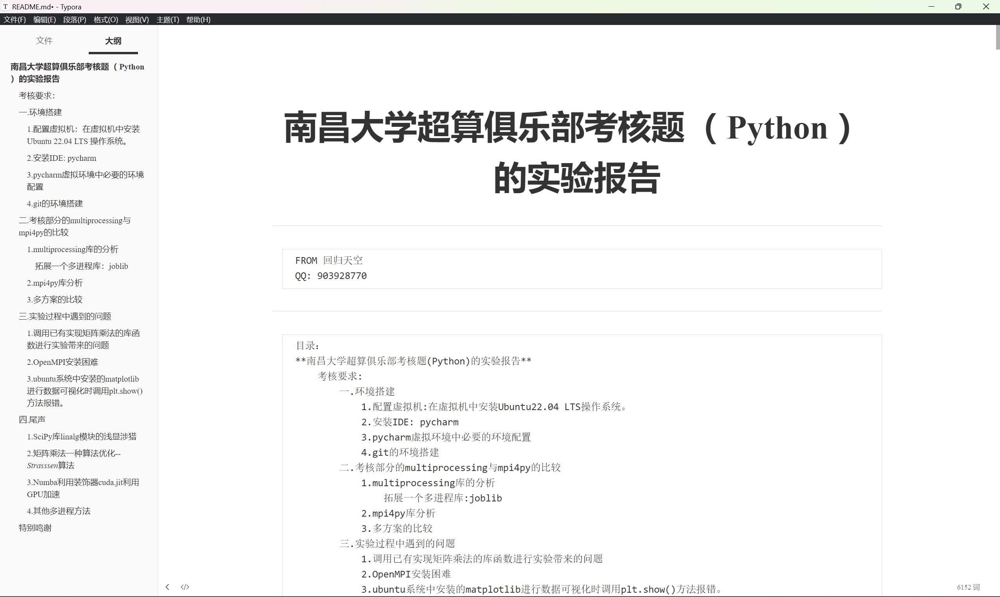 README.md• - Typora
文件(F) 编辑(E) 段落(P) 格式(O) 视图(V) 主题(T) 帮助(H)
文件 大纲
南昌大学超算俱乐部考核题（ Python
）的实验报告
考核要求：
一.环境搭建
1.配置虚拟机：在虚拟机中安装
Ubuntu 22.04 LTS 操作系统。
2.安装IDE: pycharm
3.pycharm虚拟环境中必要的环境
配置
4.git的环境搭建
二.考核部分的multiprocessing与
mpi4py的比较
1.multiprocessing库的分析
拓展一个多进程库：joblib
2.mpi4py库分析
3.多方案的比较
三.实验过程中遇到的问题
1.调用已有实现矩阵乘法的库函
数进行实验带来的问题
2.OpenMPI安装困难
3.ubuntu系统中安装的matplotlib
进行数据可视化时调用plt.show()
方法报错。
四.尾声
1.SciPy库linalg模块的浅显涉猎
2.矩阵乘法一种算法优化--
Strasssen算法
3.Numba利用装饰器cuda.jit利用
GPU加速
4.其他多进程方法
特别鸣谢
南昌大学超算俱乐部考核题（ Python ）
的实验报告
FROM 回归天空
QQ: 903928770
目录：
**南昌大学超算俱乐部考核题(Python)的实验报告**
考核要求:
一.环境搭建
1.配置虚拟机:在虚拟机中安装Ubuntu22.04 LTS操作系统。
2.安装IDE: pycharm
3.pycharm虚拟环境中必要的环境配置
4.git的环境搭建
二.考核部分的multiprocessing与mpi4py的比较
1.multiprocessing库的分析
拓展一个多进程库:joblib
2.mpi4py库分析
3.多方案的比较
三.实验过程中遇到的问题
1.调用已有实现矩阵乘法的库函数进行实验带来的问题
2.OpenMPI安装困难
3.ubuntu系统中安装的matplotlib进行数据可视化时调用plt.show()方法报错。
6152 词